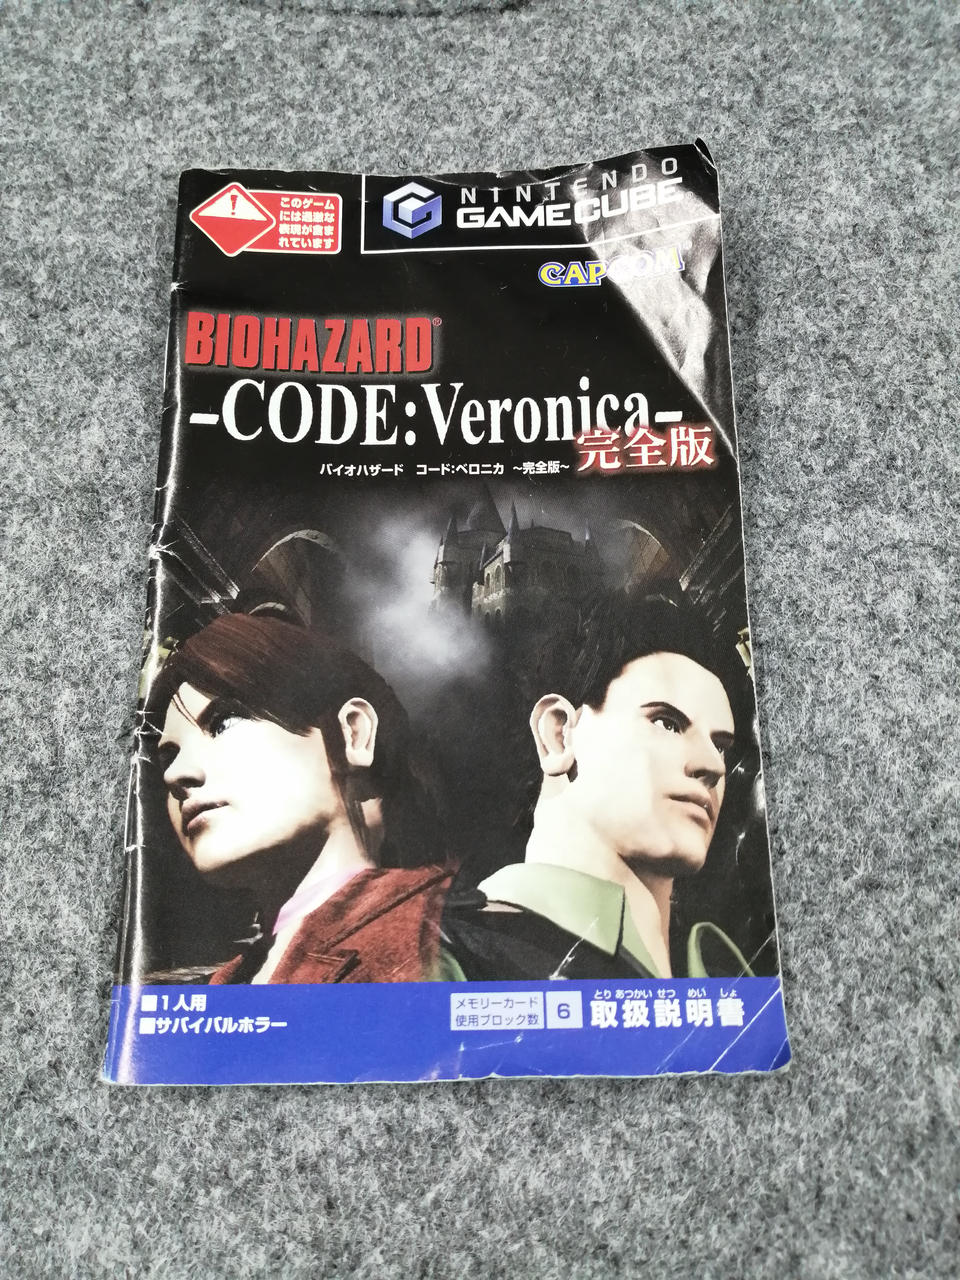 このゲーム
には過激な
表現が含ま
れています
NINTENDO
GAMECUBE
CAPCOM
BIOHAZARD®
-CODE:Veronica-
完全版
バイオハザード コード:ベロニカ ~完全版~
■1人用
■サバイバルホラー
メモリーカード
使用ブロック数
6
とり あつかい せつ めい しょ
取扱説明書